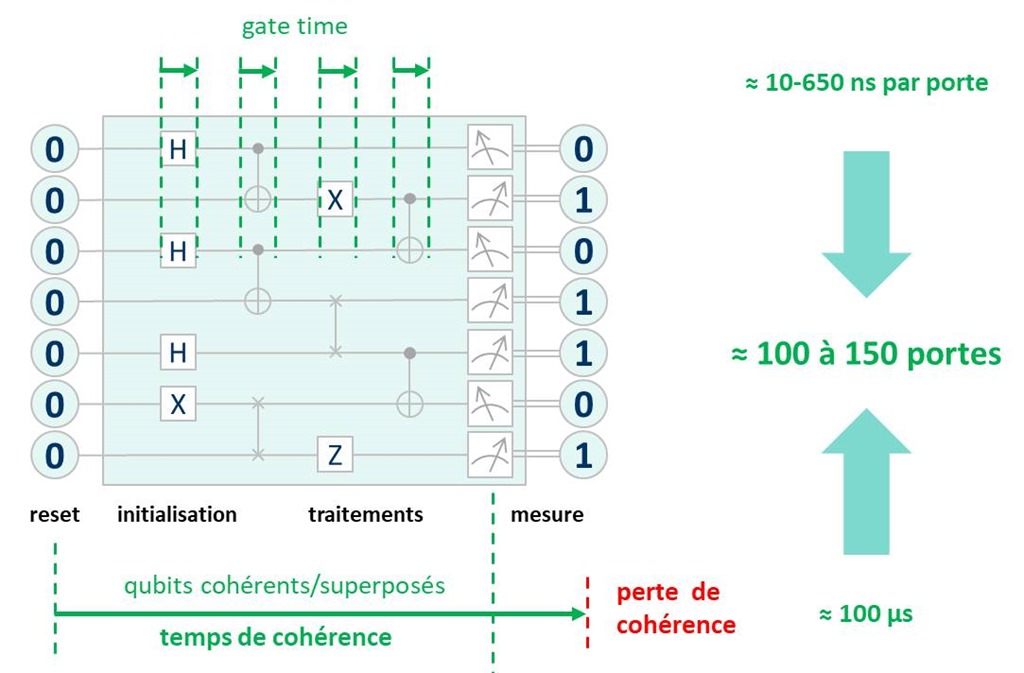 gate time
≈ 10-650 ns par porte
0 H 0
0 X 1
0 H 0
0 1
≈ 100 à 150 portes
0 H 1
0 X 0
0 Z 1
reset initialisation traitements mesure
qubits cohérents/superposés
perte de
cohérence
≈ 100 µs
temps de cohérence